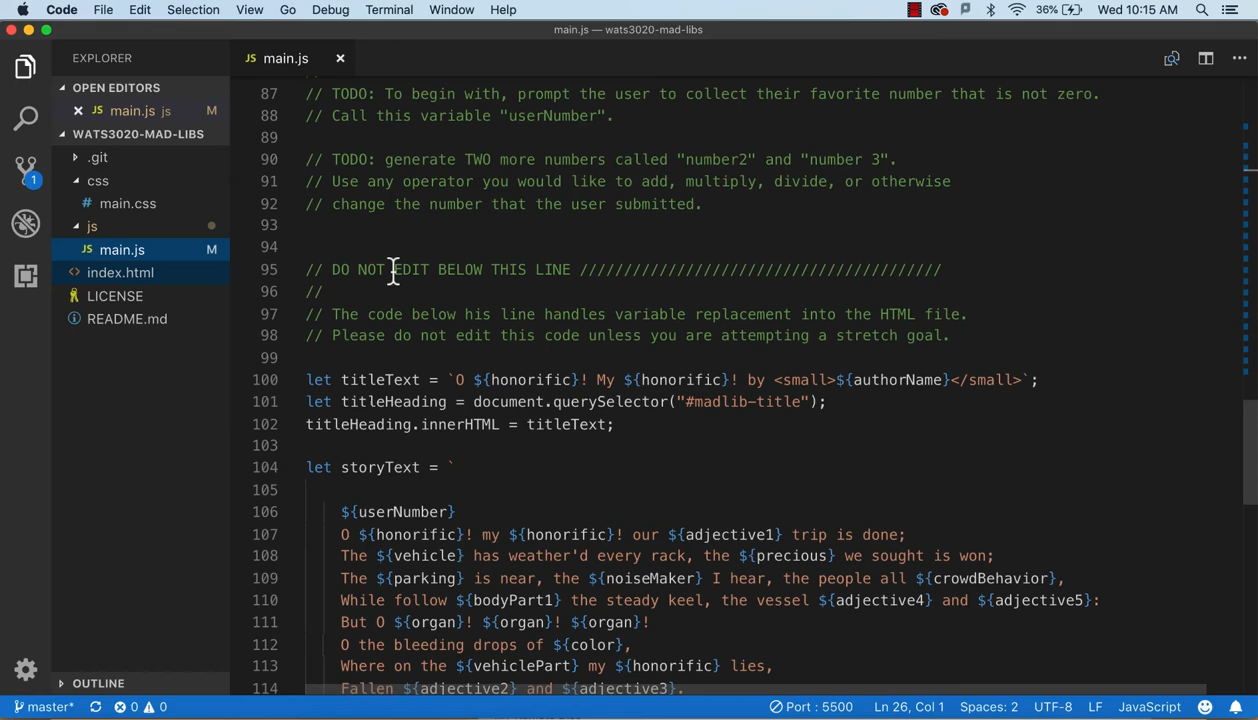 Code File Edit Selection View Go Debug Terminal Window Help 36% Wed 10:15 AM
main.js — wats3020-mad-libs
EXPLORER
JS main.js ×
OPEN EDITORS
× JS main.js js M
WATS3020-MAD-LIBS
.git
css
# main.css
js
JS main.js M
<> index.html
LICENSE
README.md
OUTLINE
1
87 // TODO: To begin with, prompt the user to collect their favorite number that is not zero.
88 // Call this variable "userNumber".
89
90 // TODO: generate TWO more numbers called "number2" and "number 3".
91 // Use any operator you would like to add, multiply, divide, or otherwise
92 // change the number that the user submitted.
93
94
95 // DO NOT EDIT BELOW THIS LINE /////////////////////////////////////////
96 //
97 // The code below his line handles variable replacement into the HTML file.
98 // Please do not edit this code unless you are attempting a stretch goal.
99
100 let titleText = `O ${honorific}! My ${honorific}! by <small>${authorName}</small>`;
101 let titleHeading = document.querySelector("#madlib-title");
102 titleHeading.innerHTML = titleText;
103
104 let storyText = `
105
106 ${userNumber}
107 O ${honorific}! my ${honorific}! our ${adjective1} trip is done;
108 The ${vehicle} has weather'd every rack, the ${precious} we sought is won;
109 The ${parking} is near, the ${noiseMaker} I hear, the people all ${crowdBehavior},
110 While follow ${bodyPart1} the steady keel, the vessel ${adjective4} and ${adjective5}:
111 But O ${organ}! ${organ}! ${organ}!
112 O the bleeding drops of ${color},
113 Where on the ${vehiclePart} my ${honorific} lies,
114 Fallen ${adjective2} and ${adjective3}.
master* 0 0 Port : 5500 Ln 26, Col 1 Spaces: 2 UTF-8 LF JavaScript